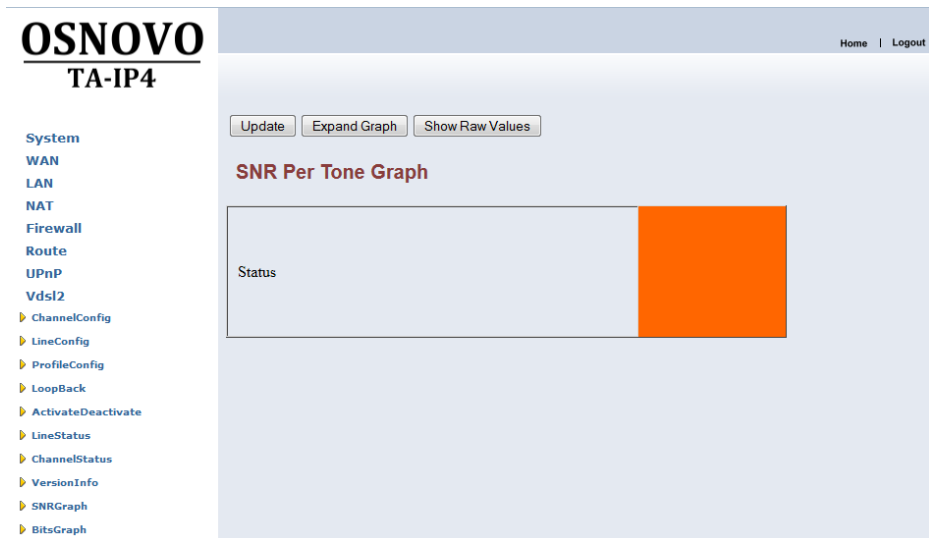 OSNOVO
TA-IP4
Home | Logout
Update Expand Graph Show Raw Values
SNR Per Tone Graph
Status
System
WAN
LAN
NAT
Firewall
Route
UPnP
Vdsl2
ChannelConfig
LineConfig
ProfileConfig
LoopBack
ActivateDeactivate
LineStatus
ChannelStatus
VersionInfo
SNRGraph
BitsGraph